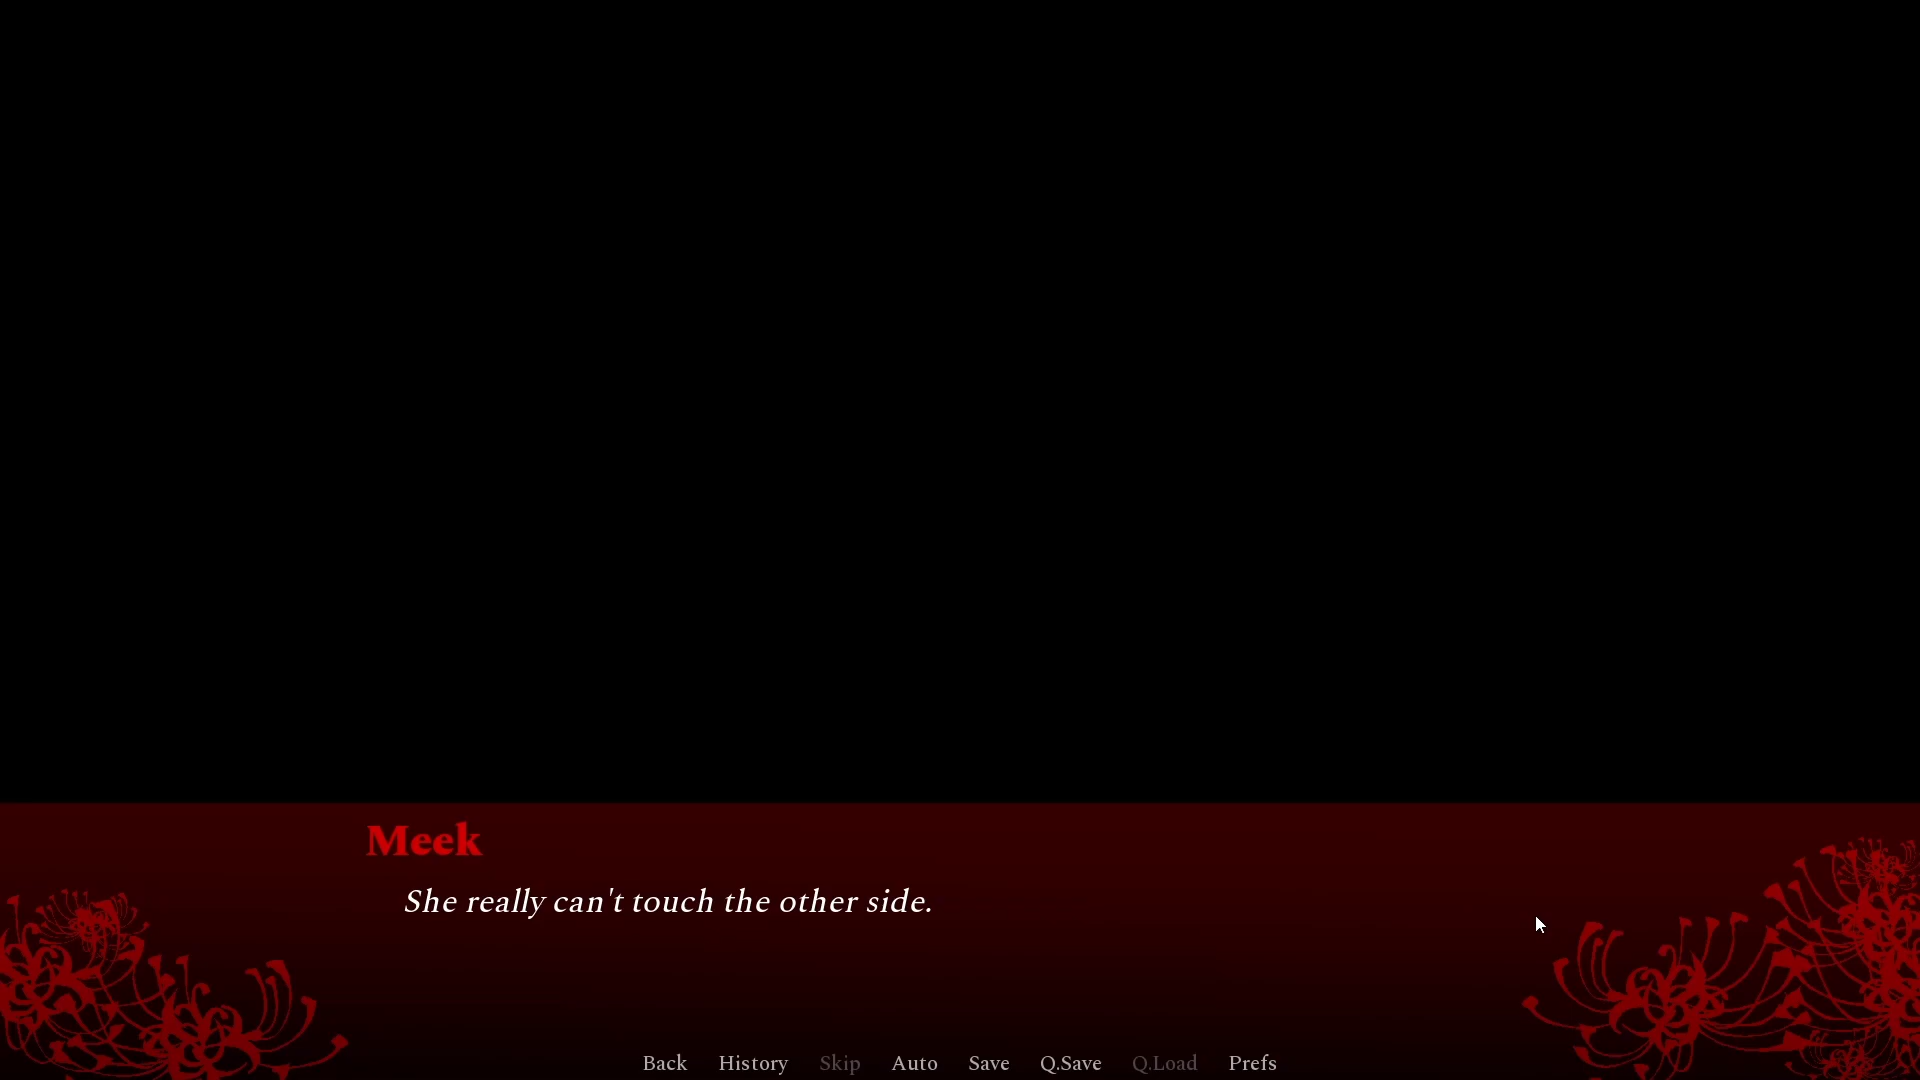 Meek
She really can't touch the other side.
Back History Skip Auto Save Q.Save Q.Load Prefs